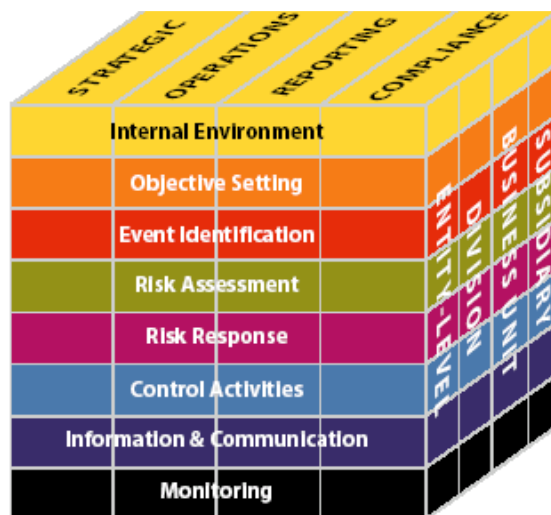 STRATEGIC
OPERATIONS
REPORTING
COMPLIANCE
Internal Environment
Objective Setting
Event Identification
Risk Assessment
Risk Response
Control Activities
Information & Communication
Monitoring
ENTITY-LEVEL
DIVISION
BUSINESS UNIT
SUBSIDIARY